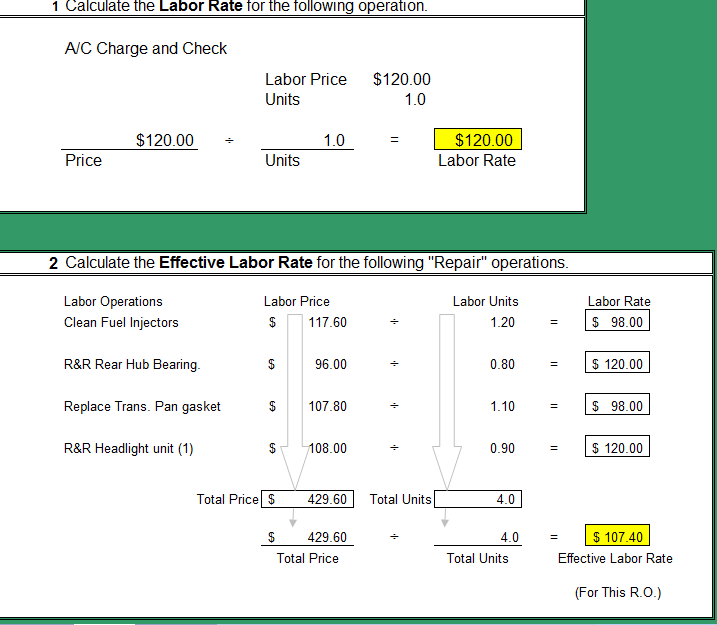 1 Calculate the Labor Rate for the following operation.
A/C Charge and Check
Labor Price $120.00
Units 1.0
$120.00 ÷ 1.0 = $120.00
Price Units Labor Rate
2 Calculate the Effective Labor Rate for the following "Repair" operations.
Labor Operations Labor Price Labor Units Labor Rate
Clean Fuel Injectors $ 117.60 ÷ 1.20 = $ 98.00
R&R Rear Hub Bearing. $ 96.00 ÷ 0.80 = $ 120.00
Replace Trans. Pan gasket $ 107.80 ÷ 1.10 = $ 98.00
R&R Headlight unit (1) $ 108.00 ÷ 0.90 = $ 120.00
Total Price $ 429.60 Total Units 4.0
$ 429.60 ÷ 4.0 = $ 107.40
Total Price Total Units Effective Labor Rate
(For This R.O.)